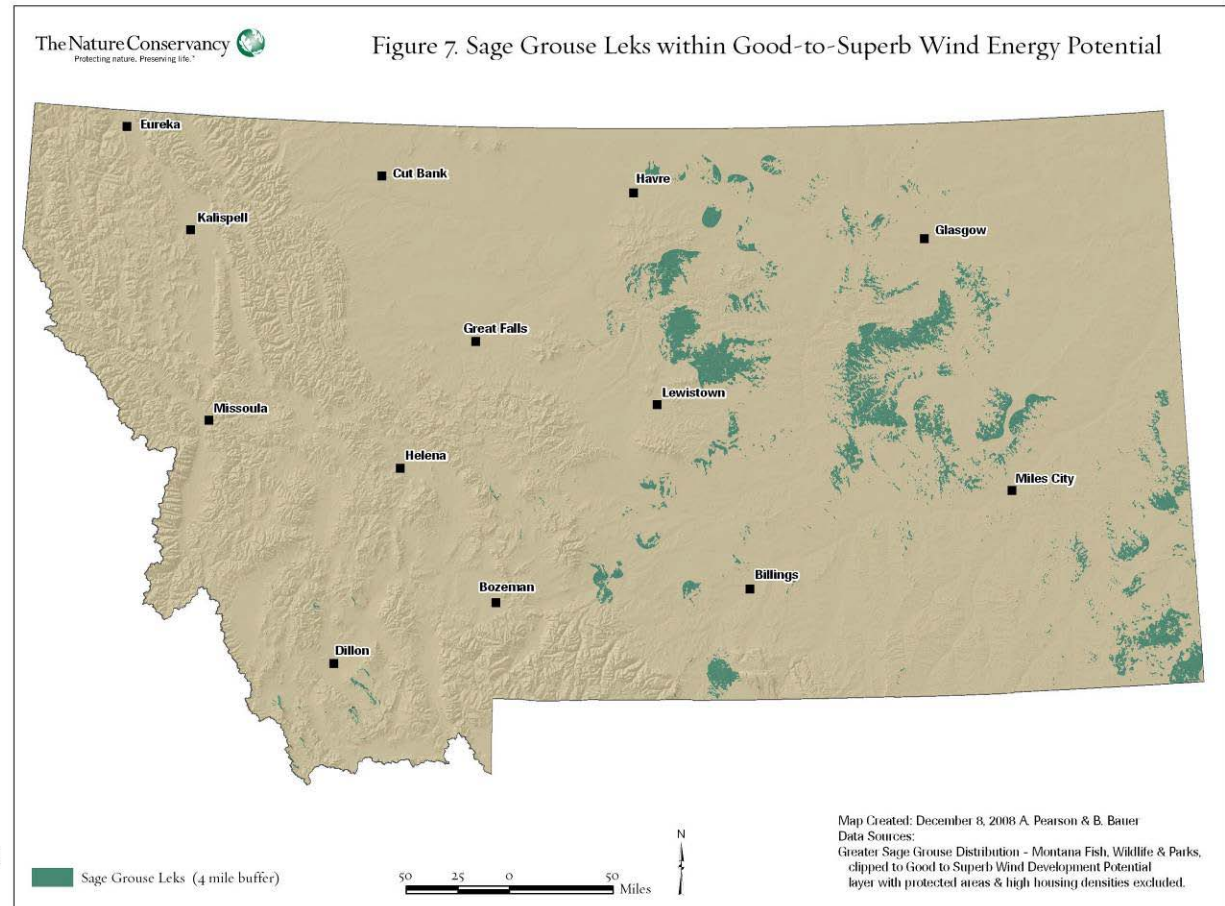 The Nature Conservancy
Protecting nature. Preserving life.™
Figure 7. Sage Grouse Leks within Good-to-Superb Wind Energy Potential
Eureka
Cut Bank
Havre
Kalispell
Glasgow
Great Falls
Lewistown
Missoula
Helena
Miles City
Billings
Bozeman
Dillon
Map Created: December 8, 2008 A. Pearson & B. Bauer
Data Sources:
Greater Sage Grouse Distribution - Montana Fish, Wildlife & Parks,
clipped to Good to Superb Wind Development Potential
layer with protected areas & high housing densities excluded.
N
Sage Grouse Leks (4 mile buffer)
50 25 0 50
Miles